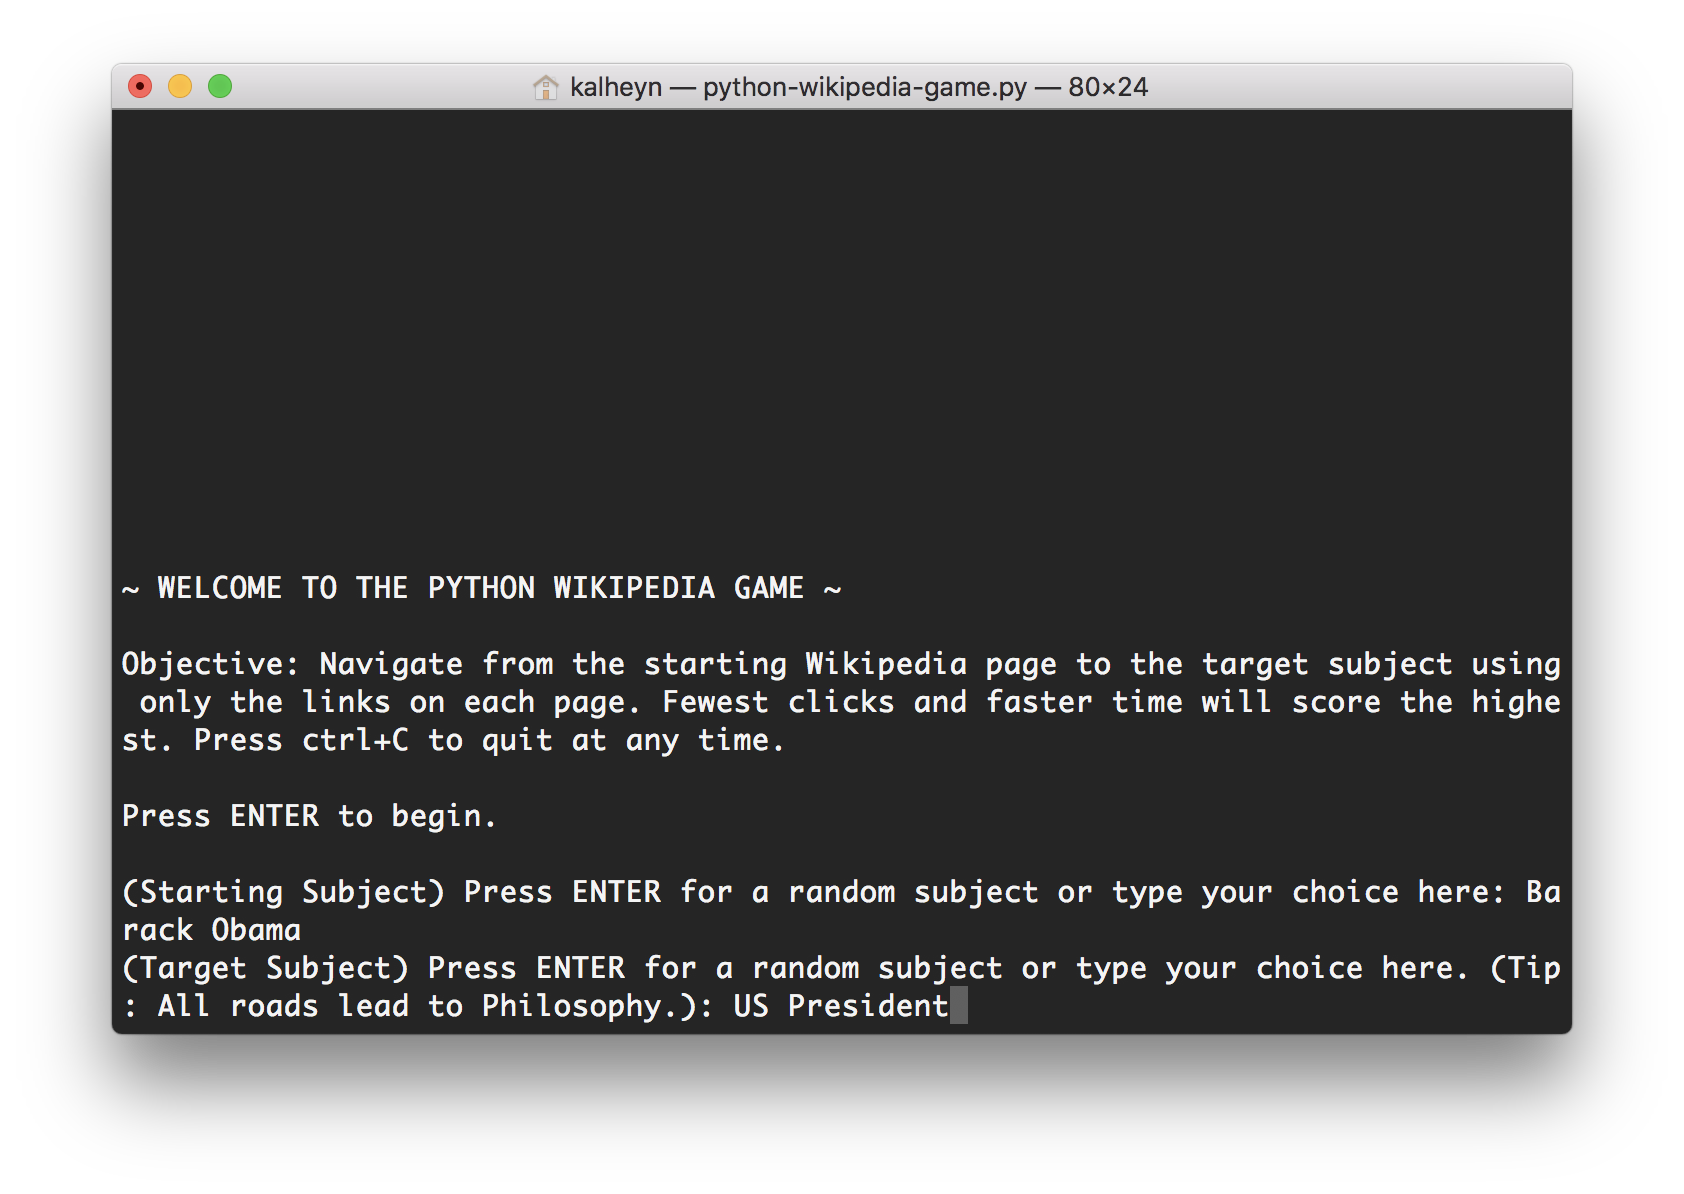 kalheyn — python-wikipedia-game.py — 80×24
~ WELCOME TO THE PYTHON WIKIPEDIA GAME ~
Objective: Navigate from the starting Wikipedia page to the target subject using
 only the links on each page. Fewest clicks and faster time will score the highe
st. Press ctrl+C to quit at any time.
Press ENTER to begin.
(Starting Subject) Press ENTER for a random subject or type your choice here: Ba
rack Obama
(Target Subject) Press ENTER for a random subject or type your choice here. (Tip
: All roads lead to Philosophy.): US President